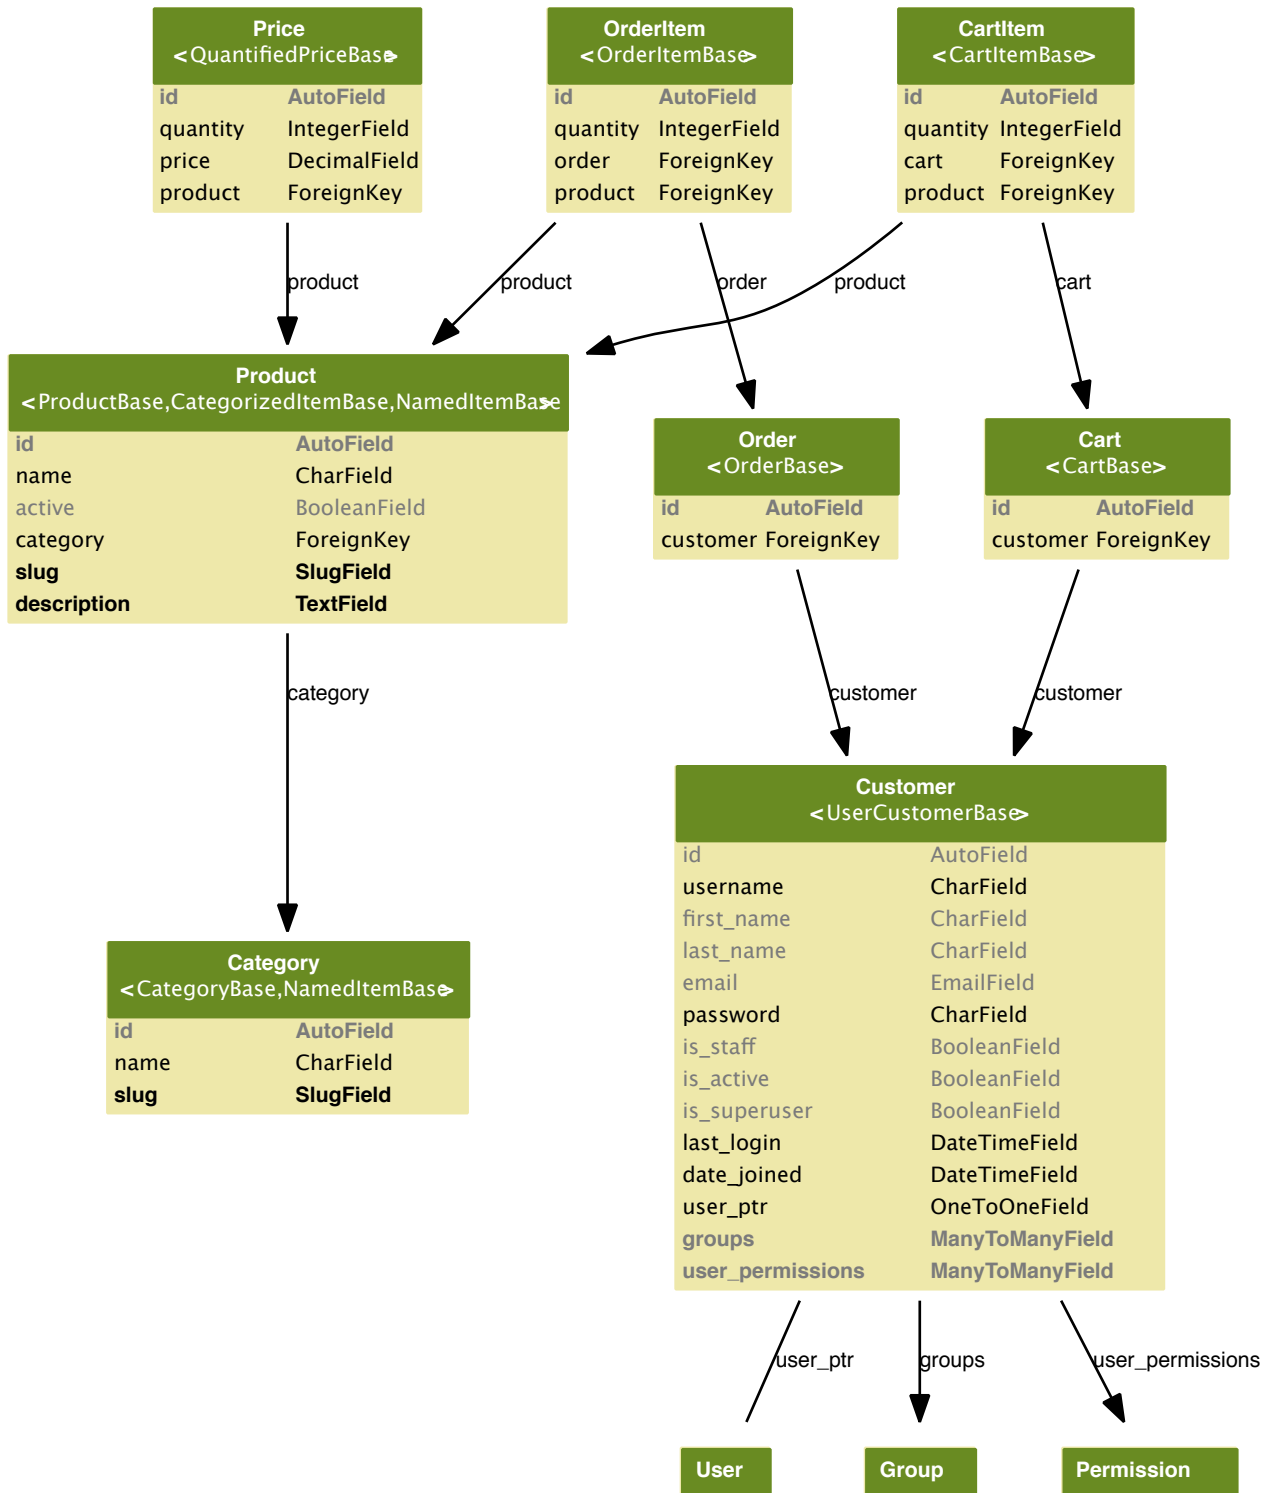 Price
<QuantifiedPriceBase>
id AutoField
quantity IntegerField
price DecimalField
product ForeignKey
OrderItem
<OrderItemBase>
id AutoField
quantity IntegerField
order ForeignKey
product ForeignKey
CartItem
<CartItemBase>
id AutoField
quantity IntegerField
cart ForeignKey
product ForeignKey
product
product
order
product
cart
Product
<ProductBase,CategorizedItemBase,NamedItemBase>
id AutoField
name CharField
active BooleanField
category ForeignKey
slug SlugField
description TextField
Order
<OrderBase>
id AutoField
customer ForeignKey
Cart
<CartBase>
id AutoField
customer ForeignKey
category
customer
customer
Customer
<UserCustomerBase>
id AutoField
username CharField
first_name CharField
last_name CharField
email EmailField
password CharField
is_staff BooleanField
is_active BooleanField
is_superuser BooleanField
last_login DateTimeField
date_joined DateTimeField
user_ptr OneToOneField
groups ManyToManyField
user_permissions ManyToManyField
Category
<CategoryBase,NamedItemBase>
id AutoField
name CharField
slug SlugField
user_ptr
groups
user_permissions
User
Group
Permission